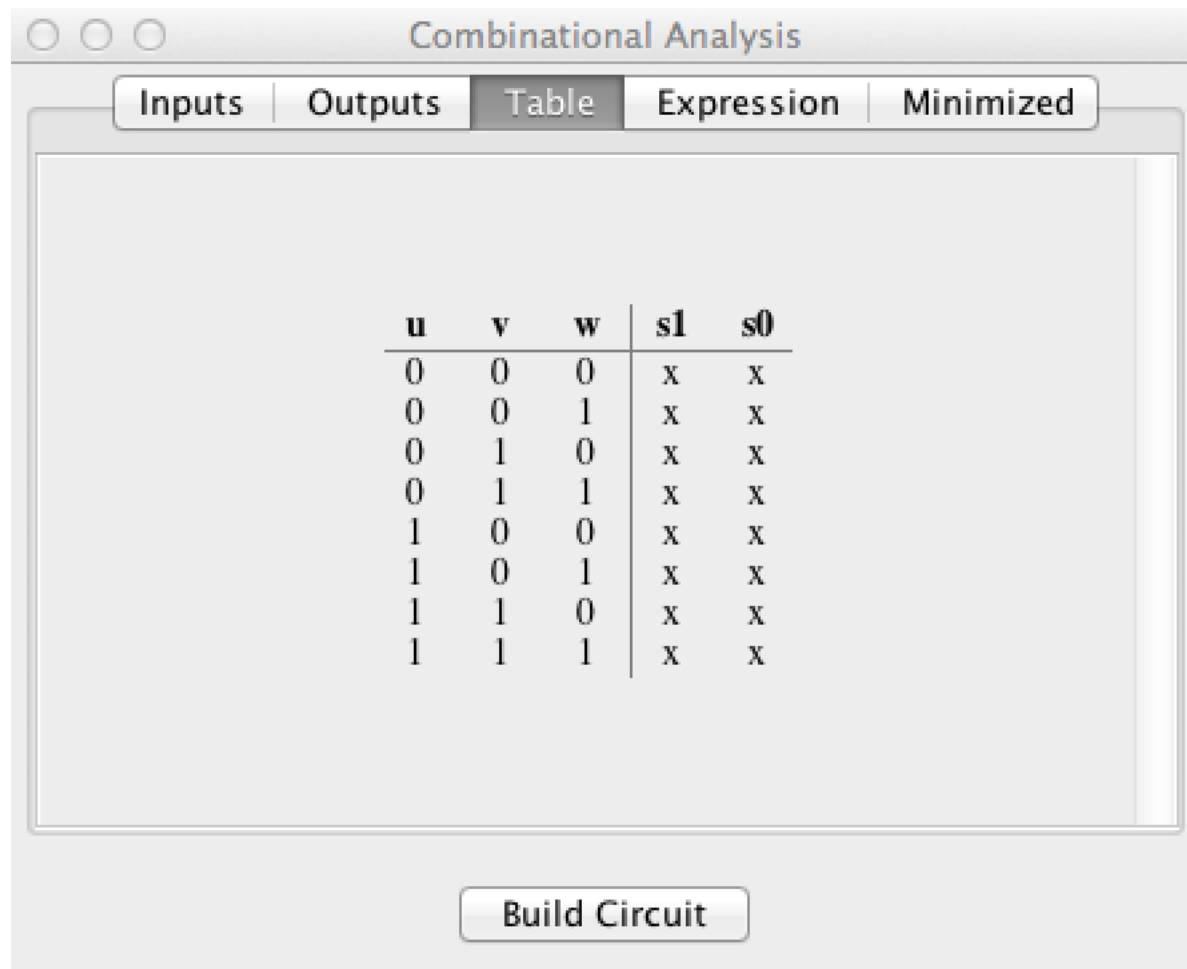 Combinational Analysis
Inputs Outputs Table Expression Minimized
u v w s1 s0
0 0 0 x x
0 0 1 x x
0 1 0 x x
0 1 1 x x
1 0 0 x x
1 0 1 x x
1 1 0 x x
1 1 1 x x
Build Circuit